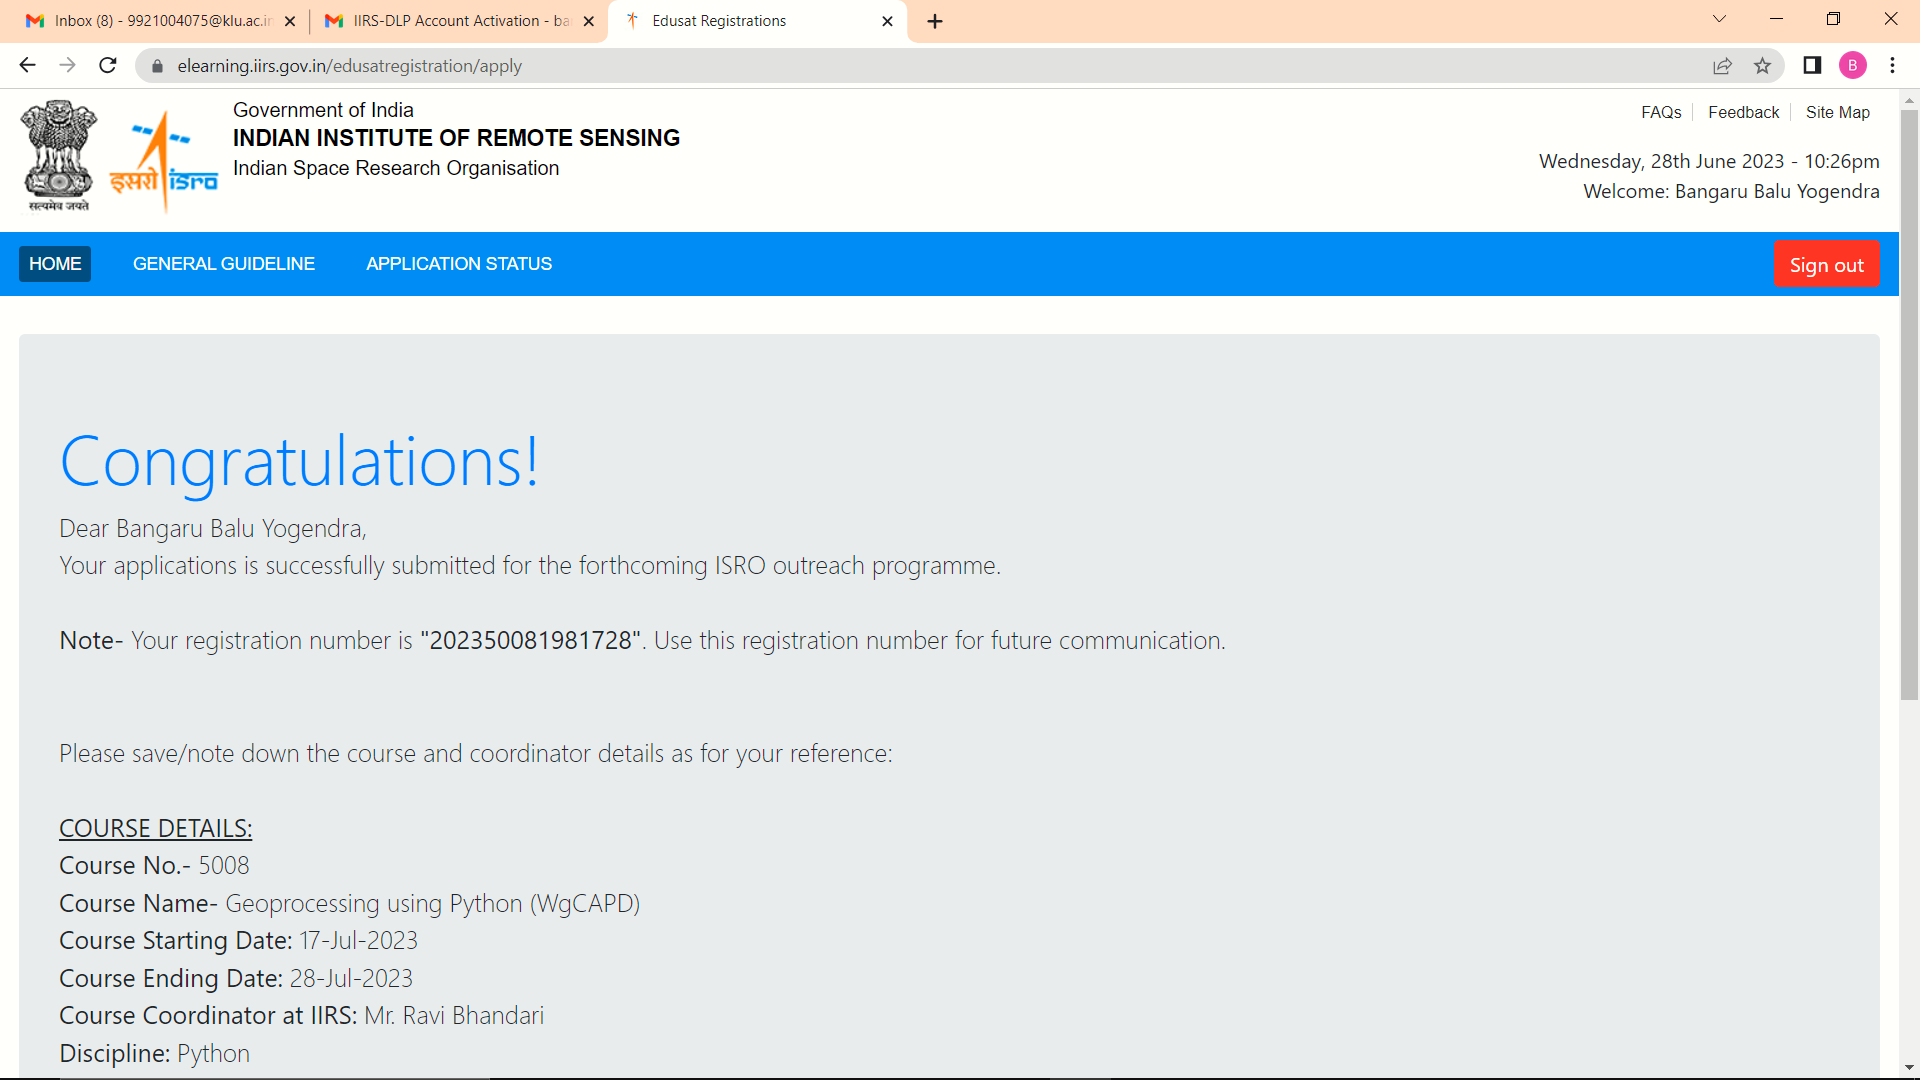 Inbox (8) - 9921004075@klu.ac.in
IIRS-DLP Account Activation - ba
Edusat Registrations
elearning.iirs.gov.in/edusatregistration/apply
B
सत्यमेव जयते
इसरो isro
Government of India
INDIAN INSTITUTE OF REMOTE SENSING
Indian Space Research Organisation
FAQs
Feedback
Site Map
Wednesday, 28th June 2023 - 10:26pm
Welcome: Bangaru Balu Yogendra
HOME
GENERAL GUIDELINE
APPLICATION STATUS
Sign out
Congratulations!
Dear Bangaru Balu Yogendra,
Your applications is successfully submitted for the forthcoming ISRO outreach programme.
Note- Your registration number is "202350081981728". Use this registration number for future communication.
Please save/note down the course and coordinator details as for your reference:
COURSE DETAILS:
Course No.- 5008
Course Name- Geoprocessing using Python (WgCAPD)
Course Starting Date: 17-Jul-2023
Course Ending Date: 28-Jul-2023
Course Coordinator at IIRS: Mr. Ravi Bhandari
Discipline: Python